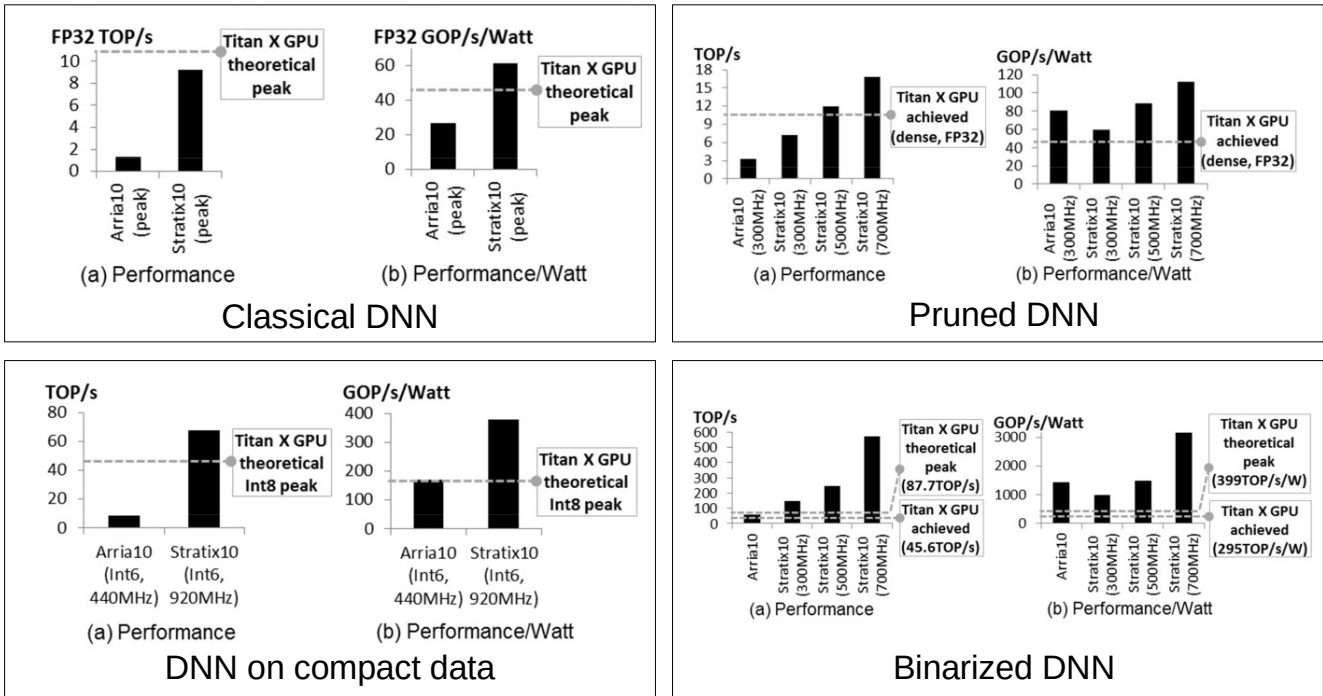 FP32 TOP/s
10
8
6
4
2
0
Titan X GPU
theoretical
peak
Arria10
(peak)
Stratix10
(peak)
(a) Performance
FP32 GOP/s/Watt
60
40
20
0
Titan X GPU
theoretical
peak
Arria10
(peak)
Stratix10
(peak)
(b) Performance/Watt
Classical DNN
TOP/s
18
15
12
9
6
3
0
Titan X GPU
achieved
(dense, FP32)
Arria10
(300MHz)
Stratix10
(300MHz)
Stratix10
(500MHz)
Stratix10
(700MHz)
(a) Performance
GOP/s/Watt
120
100
80
60
40
20
0
Titan X GPU
achieved
(dense, FP32)
Arria10
(300MHz)
Stratix10
(300MHz)
Stratix10
(500MHz)
Stratix10
(700MHz)
(b) Performance/Watt
Pruned DNN
TOP/s
80
60
40
20
0
Titan X GPU
theoretical
Int8 peak
Arria10
(Int6,
440MHz)
Stratix10
(Int6,
920MHz)
(a) Performance
GOP/s/Watt
400
300
200
100
0
Titan X GPU
theoretical
Int8 peak
Arria10
(Int6,
440MHz)
Stratix10
(Int6,
920MHz)
(b) Performance/Watt
DNN on compact data
TOP/s
600
500
400
300
200
100
0
Titan X GPU
theoretical
peak
(87.7TOP/s)
Titan X GPU
achieved
(45.6TOP/s)
Arria10
Stratix10
(300MHz)
Stratix10
(500MHz)
Stratix10
(700MHz)
(a) Performance
GOP/s/Watt
3000
2000
1000
0
Titan X GPU
theoretical
peak
(399TOP/s/W)
Titan X GPU
achieved
(295TOP/s/W)
Arria10
Stratix10
(300MHz)
Stratix10
(500MHz)
Stratix10
(700MHz)
(b) Performance/Watt
Binarized DNN